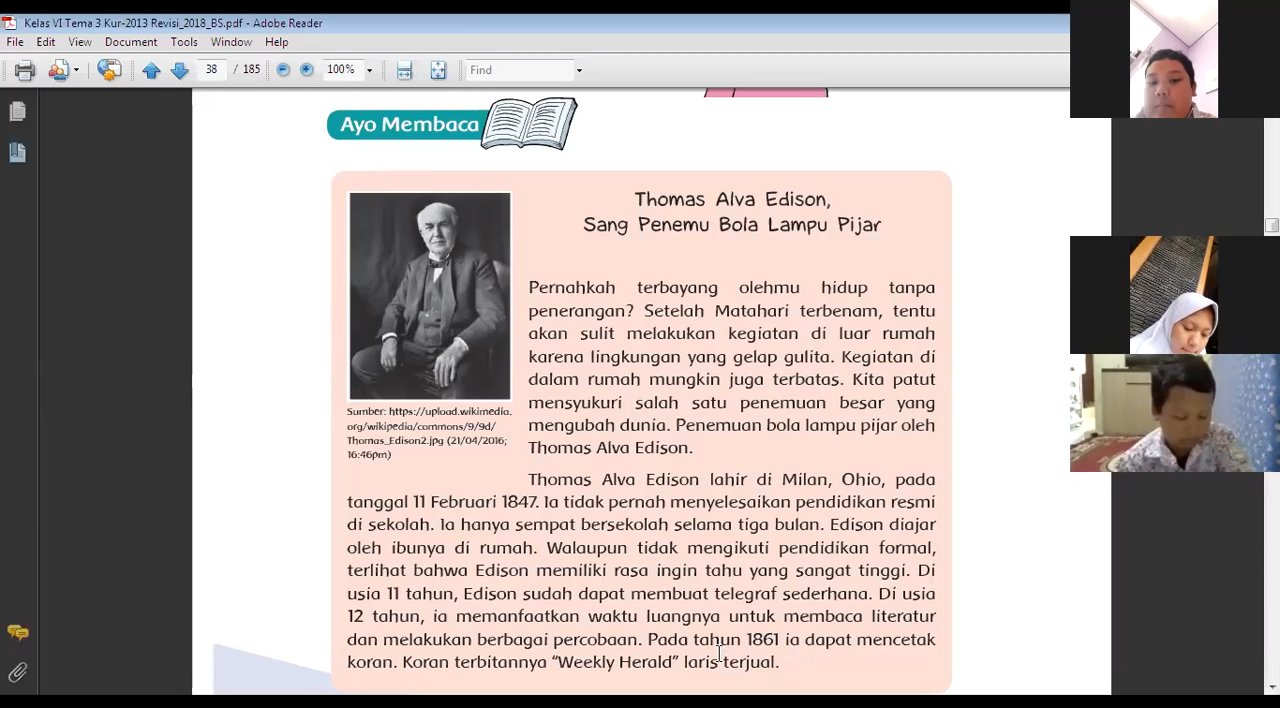 Kelas VI Tema 3 Kur-2013 Revisi_2018_BS.pdf - Adobe Reader
File Edit View Document Tools Window Help
38 / 185 100% Find
Ayo Membaca
Thomas Alva Edison,
Sang Penemu Bola Lampu Pijar
Pernahkah terbayang olehmu hidup tanpa
penerangan? Setelah Matahari terbenam, tentu
akan sulit melakukan kegiatan di luar rumah
karena lingkungan yang gelap gulita. Kegiatan di
dalam rumah mungkin juga terbatas. Kita patut
mensyukuri salah satu penemuan besar yang
mengubah dunia. Penemuan bola lampu pijar oleh
Thomas Alva Edison.
Sumber: https://upload.wikimedia.
org/wikipedia/commons/9/9d/
Thomas_Edison2.jpg (21/04/2016;
16:46pm)
Thomas Alva Edison lahir di Milan, Ohio, pada
tanggal 11 Februari 1847. Ia tidak pernah menyelesaikan pendidikan resmi
di sekolah. Ia hanya sempat bersekolah selama tiga bulan. Edison diajar
oleh ibunya di rumah. Walaupun tidak mengikuti pendidikan formal,
terlihat bahwa Edison memiliki rasa ingin tahu yang sangat tinggi. Di
usia 11 tahun, Edison sudah dapat membuat telegraf sederhana. Di usia
12 tahun, ia memanfaatkan waktu luangnya untuk membaca literatur
dan melakukan berbagai percobaan. Pada tahun 1861 ia dapat mencetak
koran. Koran terbitannya “Weekly Herald” laris terjual.